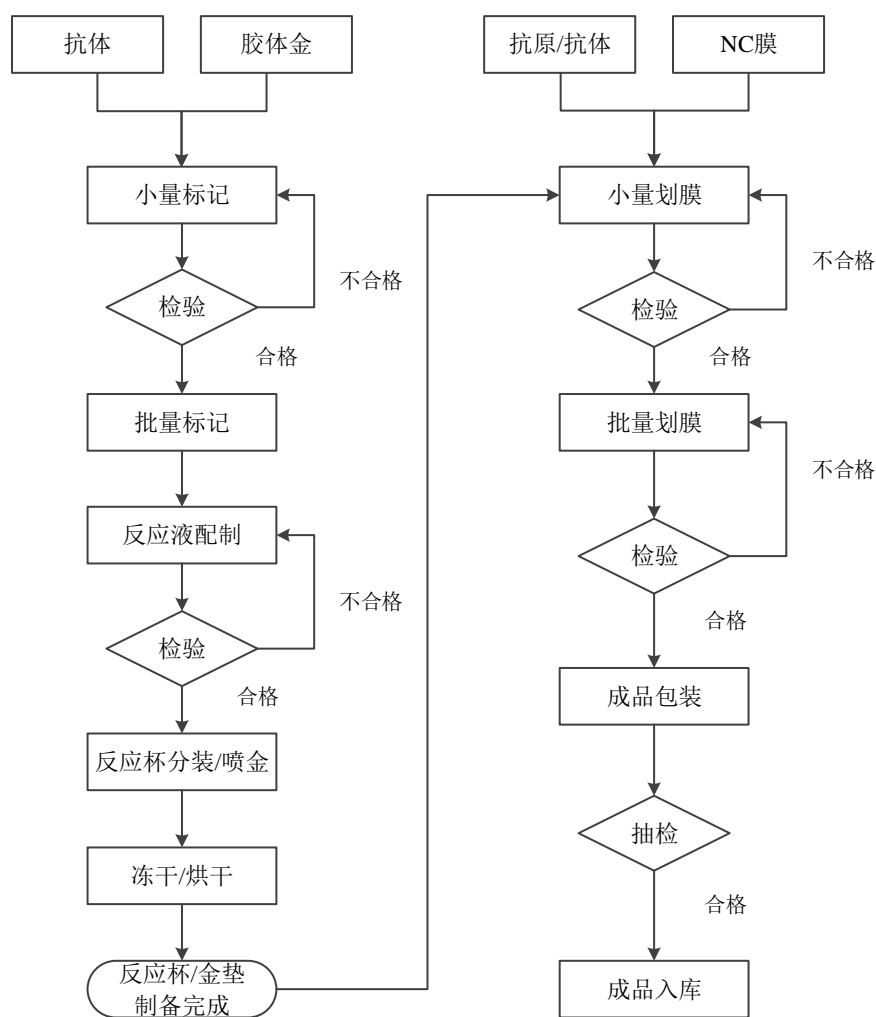 抗体
胶体金
小量标记
不合格
检验
合格
批量标记
反应液配制
不合格
检验
合格
反应杯分装/喷金
冻干/烘干
反应杯/金垫
制备完成
抗原/抗体
NC膜
小量划膜
不合格
检验
合格
批量划膜
不合格
检验
合格
成品包装
抽检
合格
成品入库